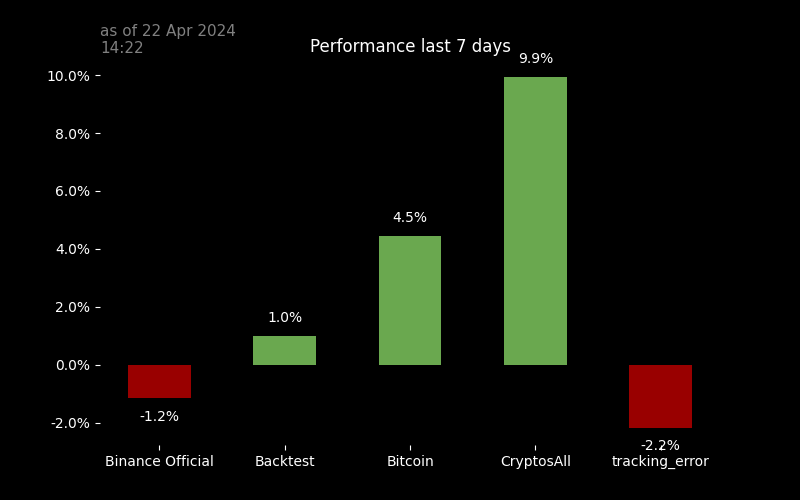 as of 22 Apr 2024
14:22
Performance last 7 days
10.0%
8.0%
6.0%
4.0%
2.0%
0.0%
-2.0%
-1.2%
1.0%
4.5%
9.9%
-2.2%
Binance Official
Backtest
Bitcoin
CryptosAll
tracking_error